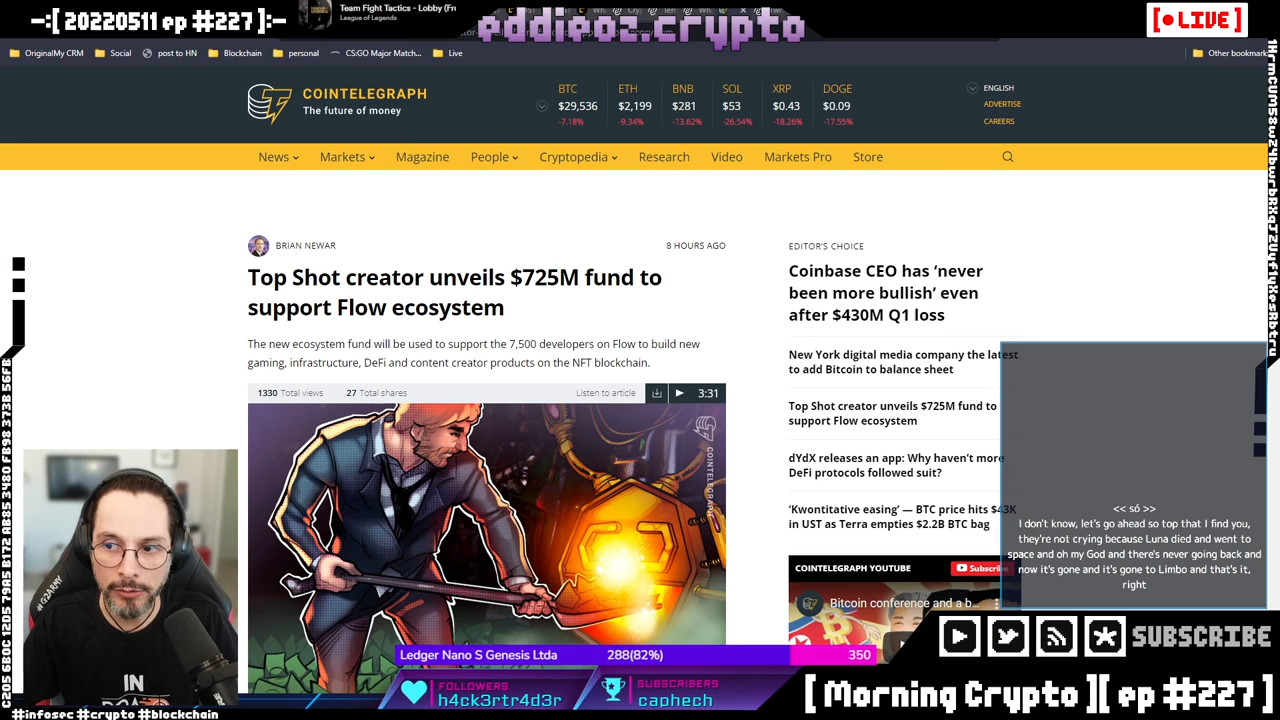 -:[ 20220511 ep #227 ]:-
Team Fight Tactics - Lobby (Fr
League of Legends
eddieoz.crypto
[ • LIVE ]
OriginalMy CRM
Social
post to HN
Blockchain
personal
CS:GO Major Match...
Live
Other bookmark
COINTELEGRAPH
The future of money
BTC ETH BNB SOL XRP DOGE
$29,536 $2,199 $281 $53 $0.43 $0.09
-7.18% -9.34% -13.62% -26.54% -18.26% -17.55%
ENGLISH
ADVERTISE
CAREERS
News Markets Magazine People Cryptopedia Research Video Markets Pro Store
BRIAN NEWAR
8 HOURS AGO
Top Shot creator unveils $725M fund to
support Flow ecosystem
The new ecosystem fund will be used to support the 7,500 developers on Flow to build new
gaming, infrastructure, DeFi and content creator products on the NFT blockchain.
1330 Total views 27 Total shares Listen to article 3:31
COINTELEGRAPH
EDITOR'S CHOICE
Coinbase CEO has ‘never
been more bullish’ even
after $430M Q1 loss
New York digital media company the latest
to add Bitcoin to balance sheet
Top Shot creator unveils $725M fund to
support Flow ecosystem
dYdX releases an app: Why haven’t more
DeFi protocols followed suit?
‘Kwontitative easing’ — BTC price hits $43K
in UST as Terra empties $2.2B BTC bag
COINTELEGRAPH YOUTUBE
Subscribe
Bitcoin conference and a b...
<< só >>
I don't know, let's go ahead so top that I find you,
they're not crying because Luna died and went to
space and oh my God and there's never going back and
now it's gone and it's gone to Limbo and that's it,
right
#G2ARMY
IN
Ledger Nano S Genesis Ltda 288(82%) 350
FOLLOWERS
h4ck3rtr4d3r
SUBSCRIBERS
caphech
SUBSCRIBE
[ Morning Crypto ][ ep #227 ]
#infosec #crypto #blockchain